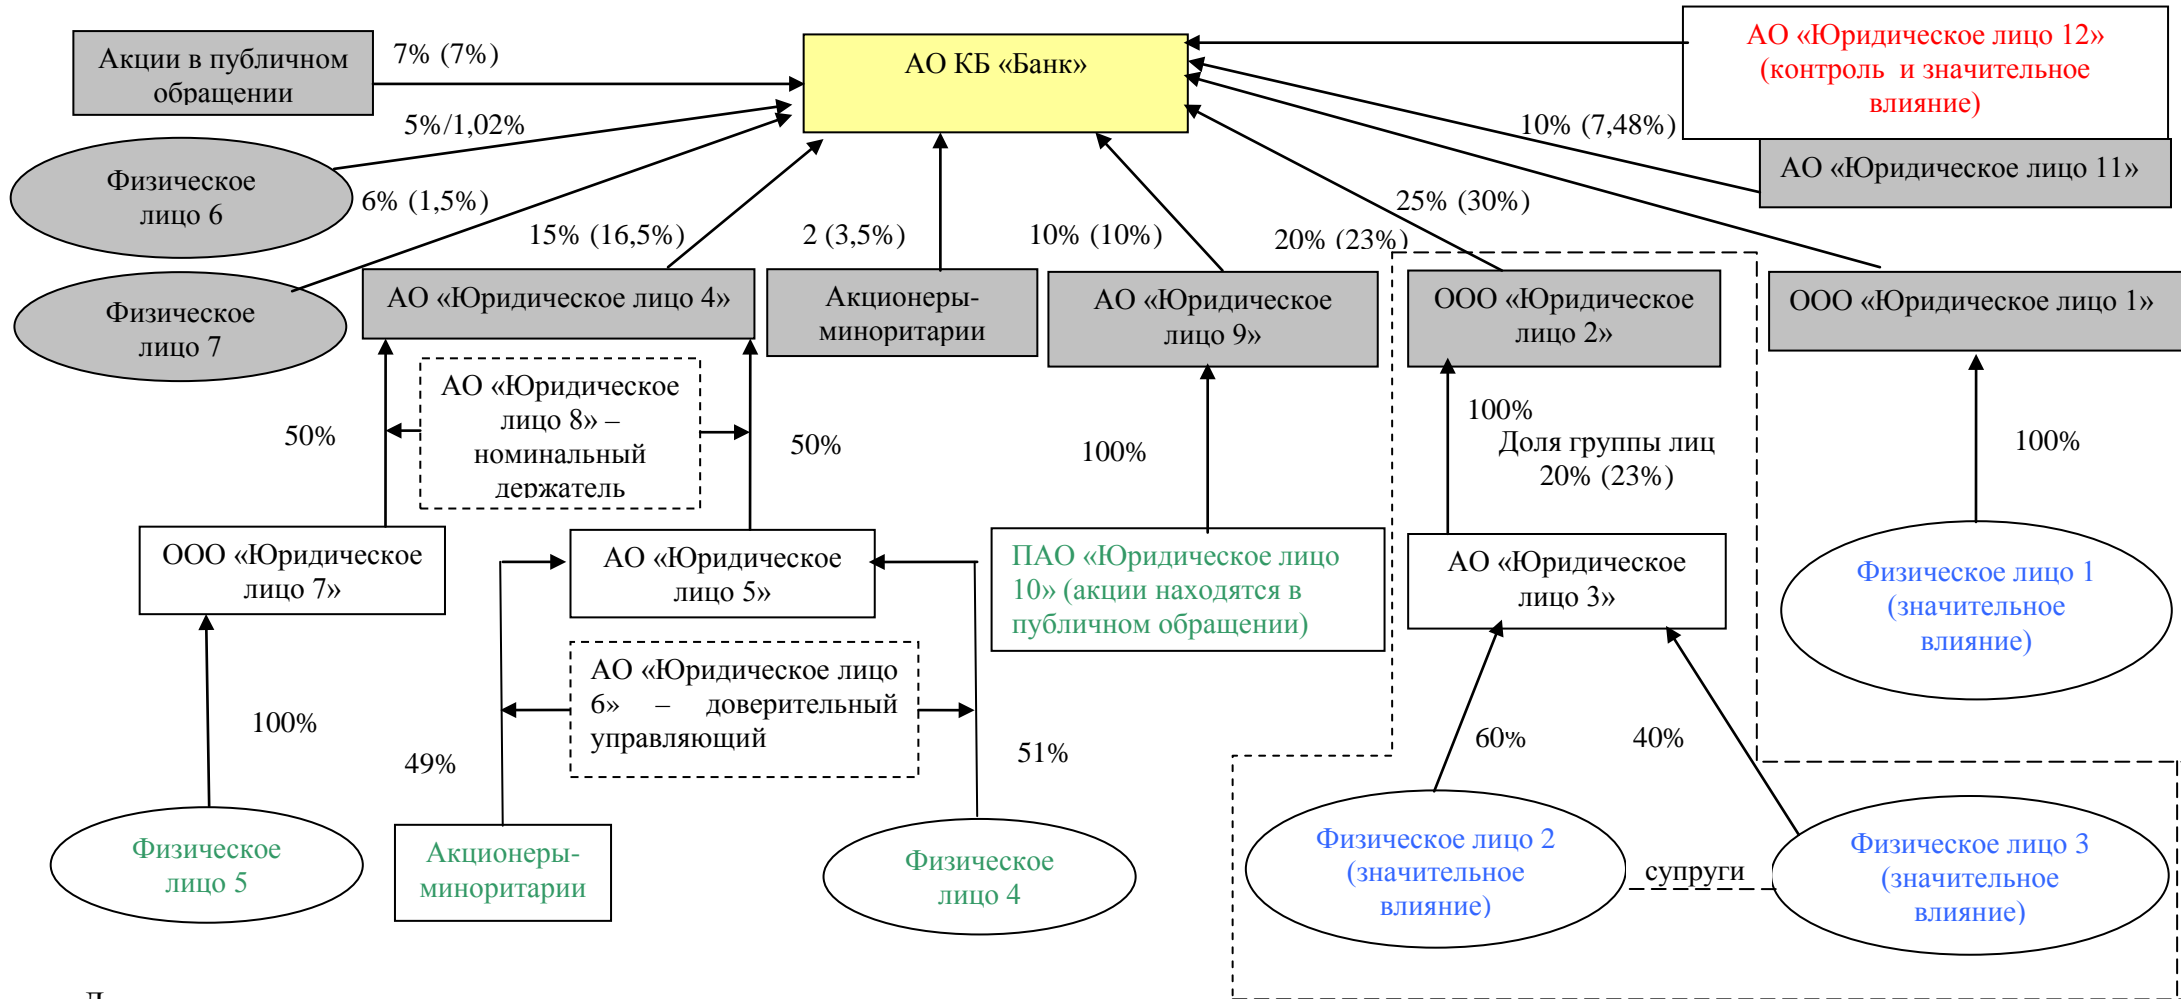 АО «Юридическое лицо 12»
(контроль и значительное
влияние)
Акции в публичном
обращении
7% (7%)
АО КБ «Банк»
5%/1,02%
10% (7,48%)
АО «Юридическое лицо 11»
Физическое
лицо 6
6% (1,5%)
25% (30%)
15% (16,5%)
2 (3,5%)
10% (10%)
20% (23%)
Физическое
лицо 7
АО «Юридическое лицо 4»
Акционеры-
миноритарии
АО «Юридическое
лицо 9»
ООО «Юридическое
лицо 2»
ООО «Юридическое лицо 1»
АО «Юридическое
лицо 8» –
номинальный
держатель
50%
50%
100%
100%
Доля группы лиц
20% (23%)
100%
ООО «Юридическое
лицо 7»
АО «Юридическое
лицо 5»
ПАО «Юридическое лицо
10» (акции находятся в
публичном обращении)
АО «Юридическое
лицо 3»
Физическое лицо 1
(значительное
влияние)
АО «Юридическое лицо
6» – доверительный
управляющий
100%
49%
51%
60%
40%
Физическое
лицо 5
Акционеры-
миноритарии
Физическое
лицо 4
Физическое лицо 2
(значительное
влияние)
супруги
Физическое лицо 3
(значительное
влияние)